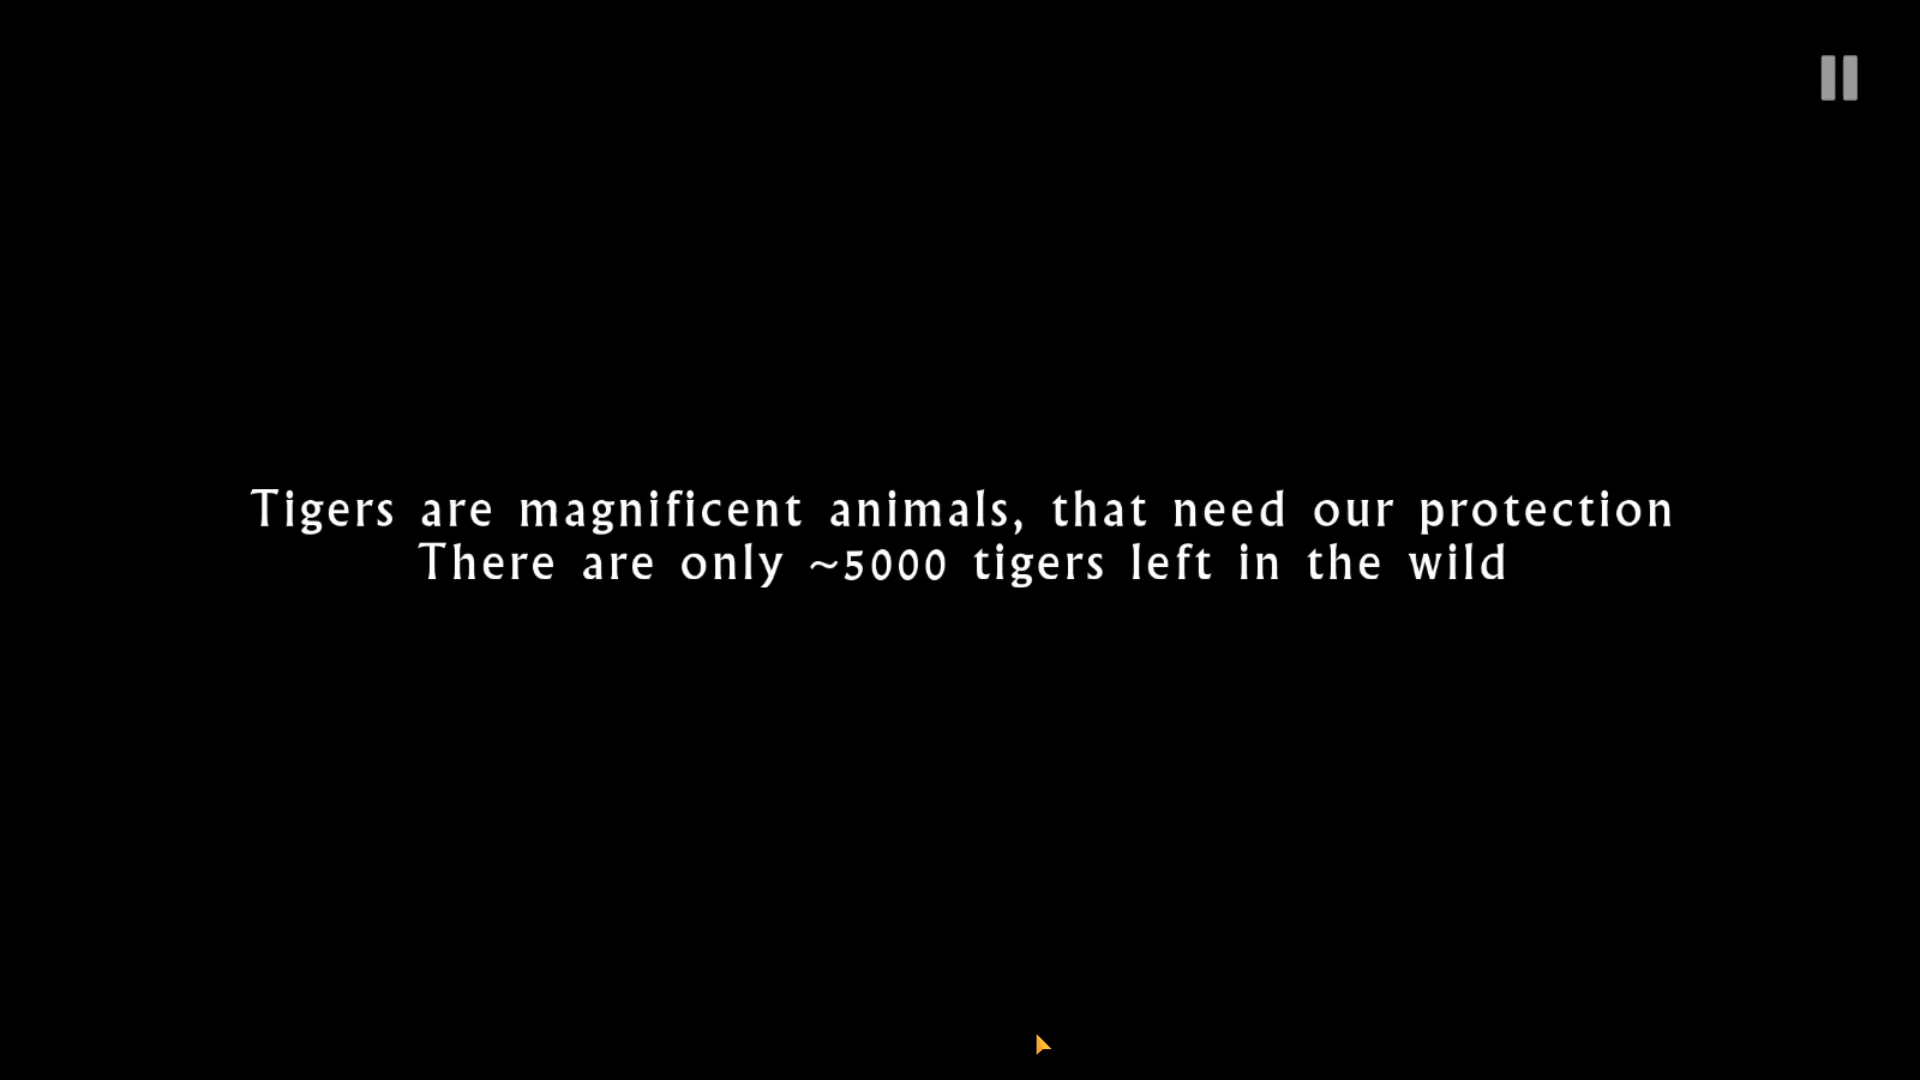 Tigers are magnificent animals, that need our protection
There are only ~5000 tigers left in the wild